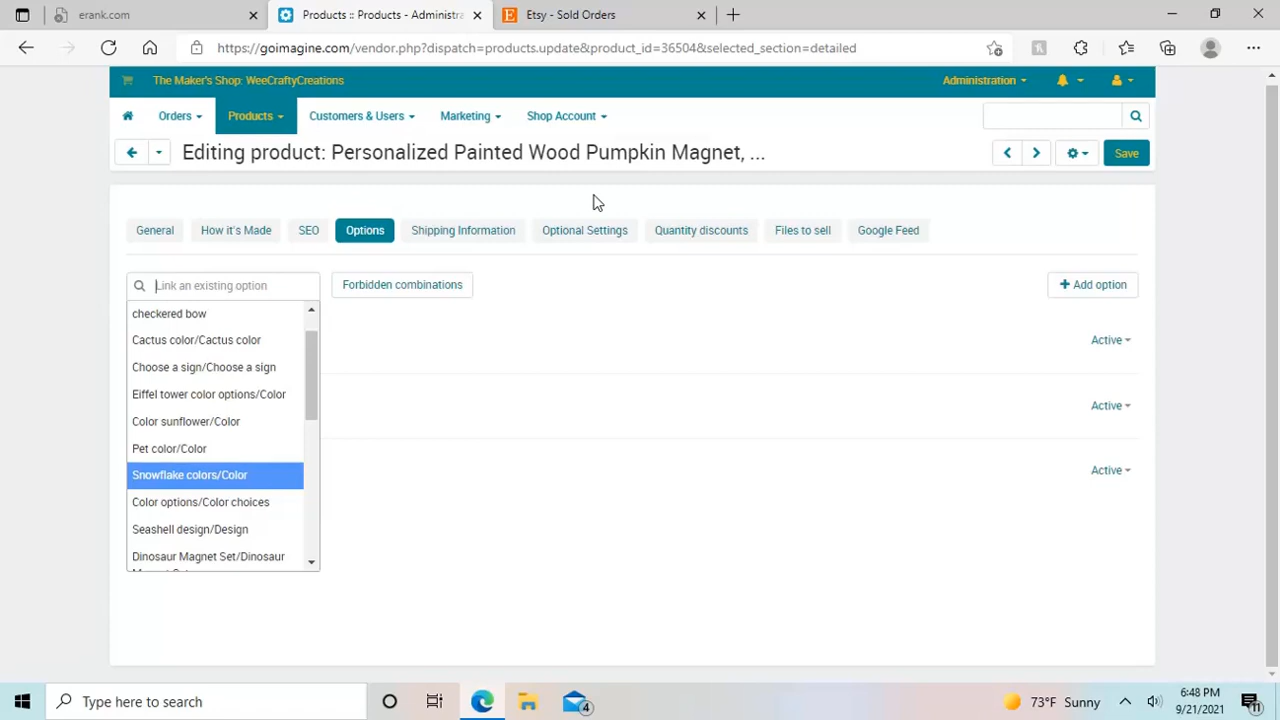 erank.com
Products :: Products - Administra
Etsy - Sold Orders
https://goimagine.com/vendor.php?dispatch=products.update&product_id=36504&selected_section=detailed
The Maker's Shop: WeeCraftyCreations
Administration
Orders
Products
Customers & Users
Marketing
Shop Account
Editing product: Personalized Painted Wood Pumpkin Magnet, ...
Save
General
How it's Made
SEO
Options
Shipping Information
Optional Settings
Quantity discounts
Files to sell
Google Feed
Link an existing option
Forbidden combinations
+ Add option
checkered bow
Cactus color/Cactus color
Active
Choose a sign/Choose a sign
Eiffel tower color options/Color
Active
Color sunflower/Color
Pet color/Color
Snowflake colors/Color
Active
Color options/Color choices
Seashell design/Design
Dinosaur Magnet Set/Dinosaur
Type here to search
4
73°F Sunny
6:48 PM
9/21/2021
11